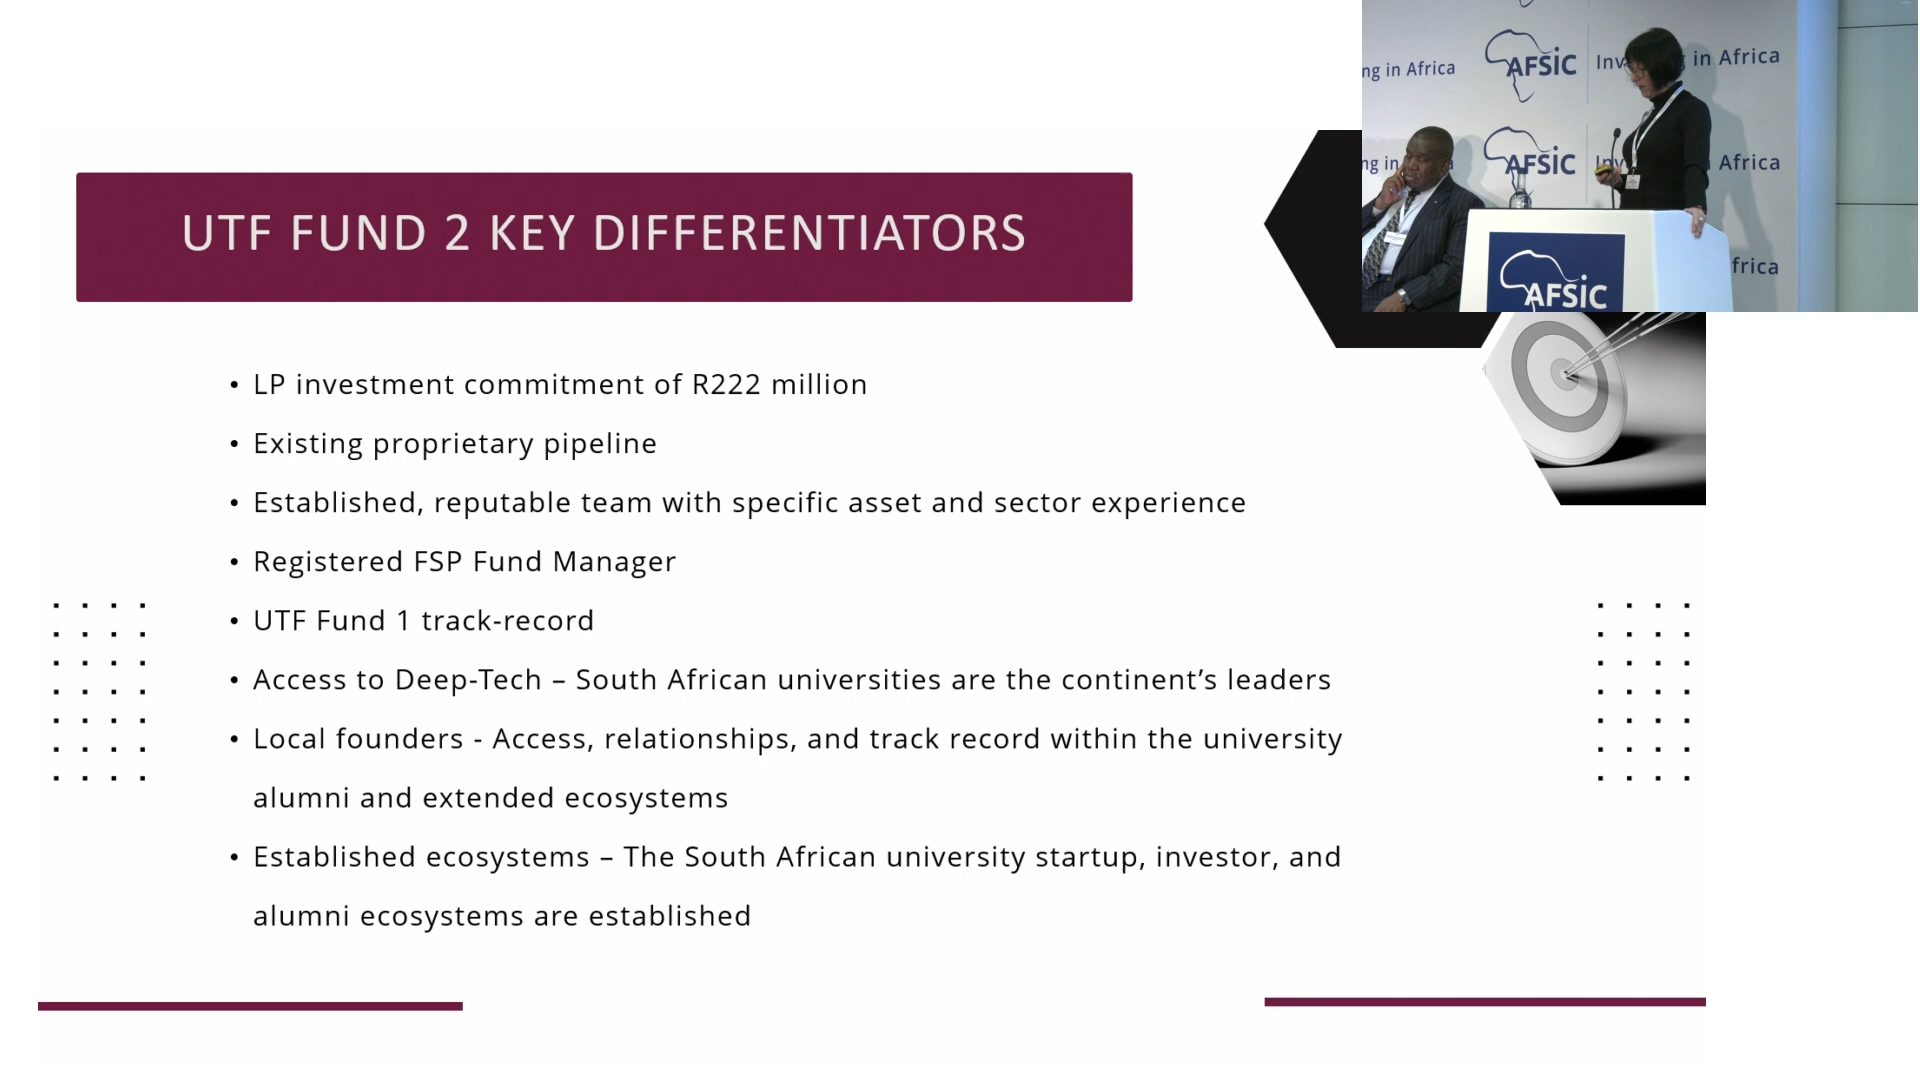 UTF FUND 2 KEY DIFFERENTIATORS
• LP investment commitment of R222 million
• Existing proprietary pipeline
• Established, reputable team with specific asset and sector experience
• Registered FSP Fund Manager
• UTF Fund 1 track-record
• Access to Deep-Tech – South African universities are the continent’s leaders
• Local founders - Access, relationships, and track record within the university
alumni and extended ecosystems
• Established ecosystems – The South African university startup, investor, and
alumni ecosystems are established
ng in Africa
AFSIC
Inv
in Africa
ng in
AFSIC
Inv
Africa
frica
AFSIC